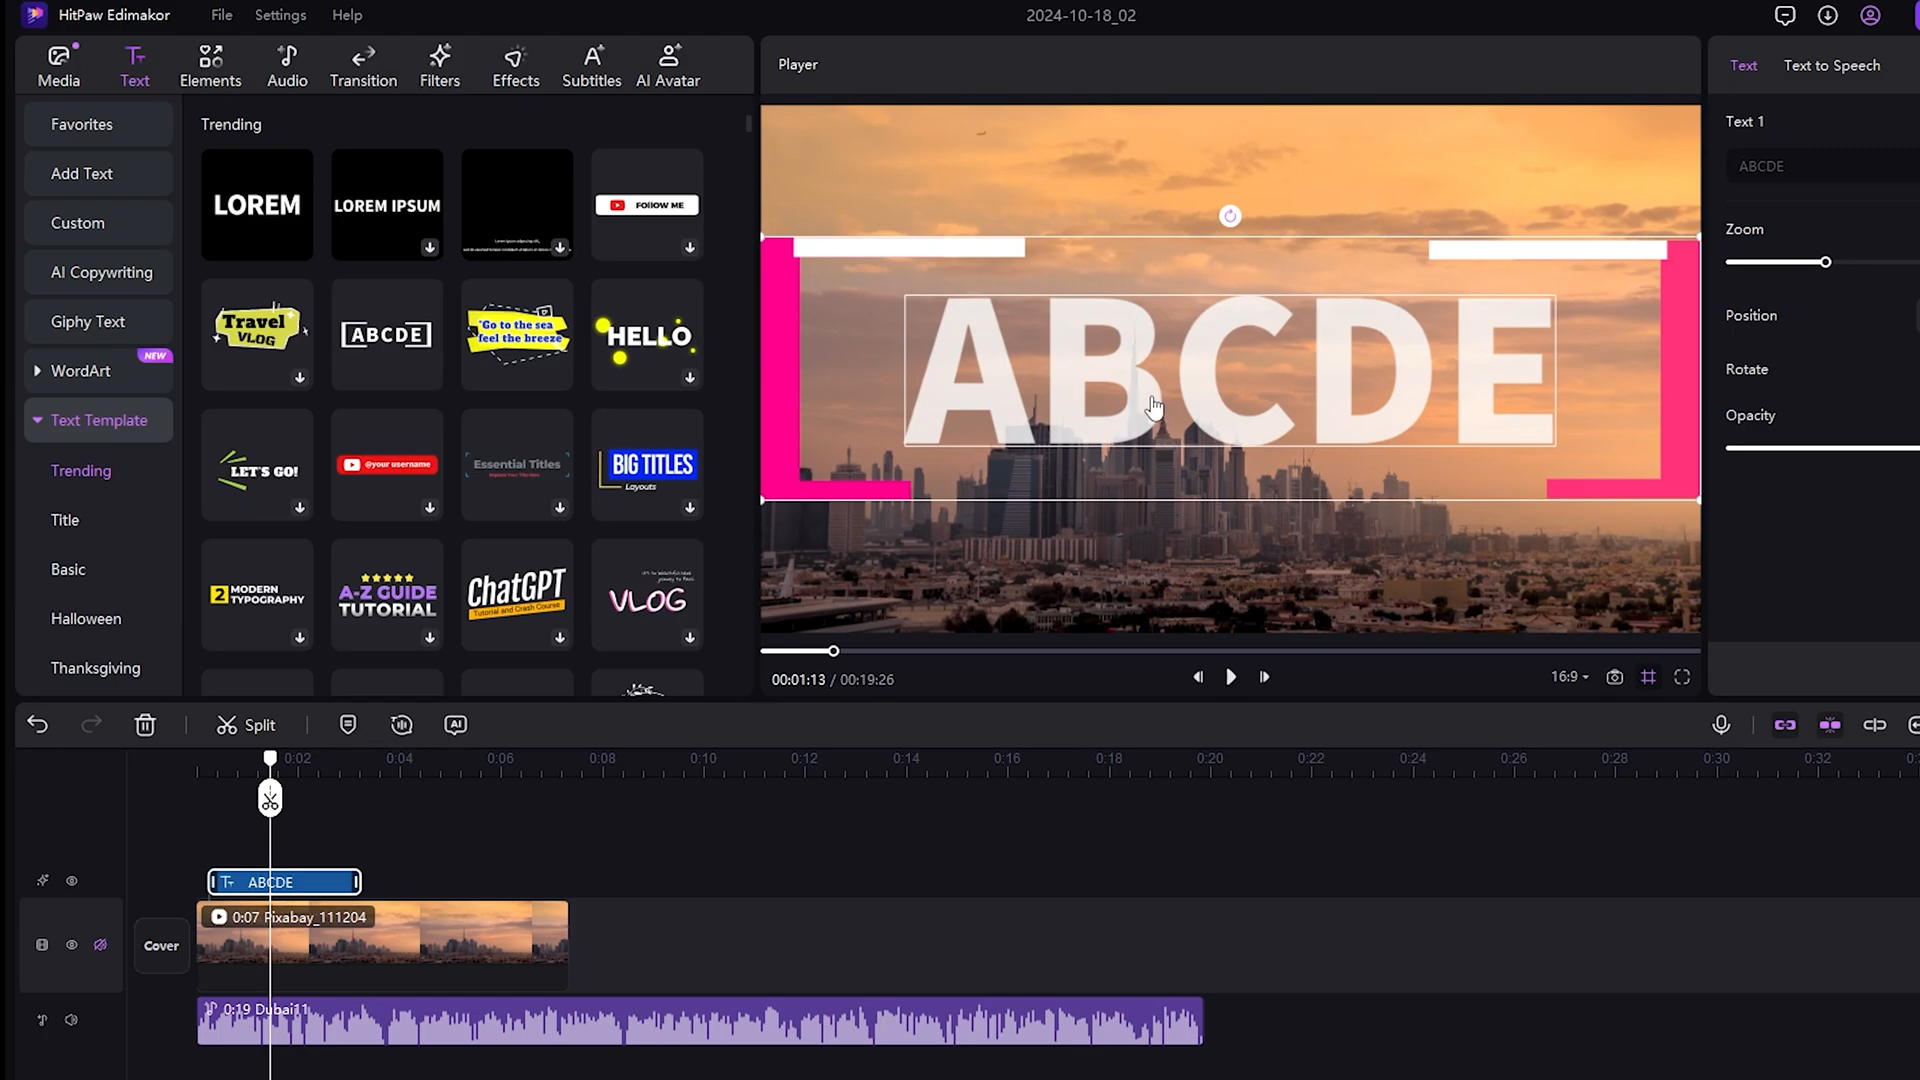 HitPaw Edimakor File Settings Help 2024-10-18_02
Media Text Elements Audio Transition Filters Effects Subtitles AI Avatar
Player
Text Text to Speech
Favorites
Add Text
Custom
AI Copywriting
Giphy Text
NEW
WordArt
Text Template
Trending
Title
Basic
Halloween
Thanksgiving
Trending
LOREM
LOREM IPSUM
FOllOW ME
Travel
VLOG
ABCDE
Go to the sea
feel the breeze
HELLO
LET'S GO!
@your username
Essential Titles
BIG TITLES
Layouts
2 MODERN
TYPOGRAPHY
A-Z GUIDE
TUTORIAL
ChatGPT
Tutorial and Crash Course
VLOG
ABCDE
00:01:13 / 00:19:26
16:9
Text 1
ABCDE
Zoom
Position
Rotate
Opacity
Split
AI
0:02 0:04 0:06 0:08 0:10 0:12 0:14 0:16 0:18 0:20 0:22 0:24 0:26 0:28 0:30 0:32
ABCDE
0:07 Pixabay_111204
Cover
0:19 Dubai11